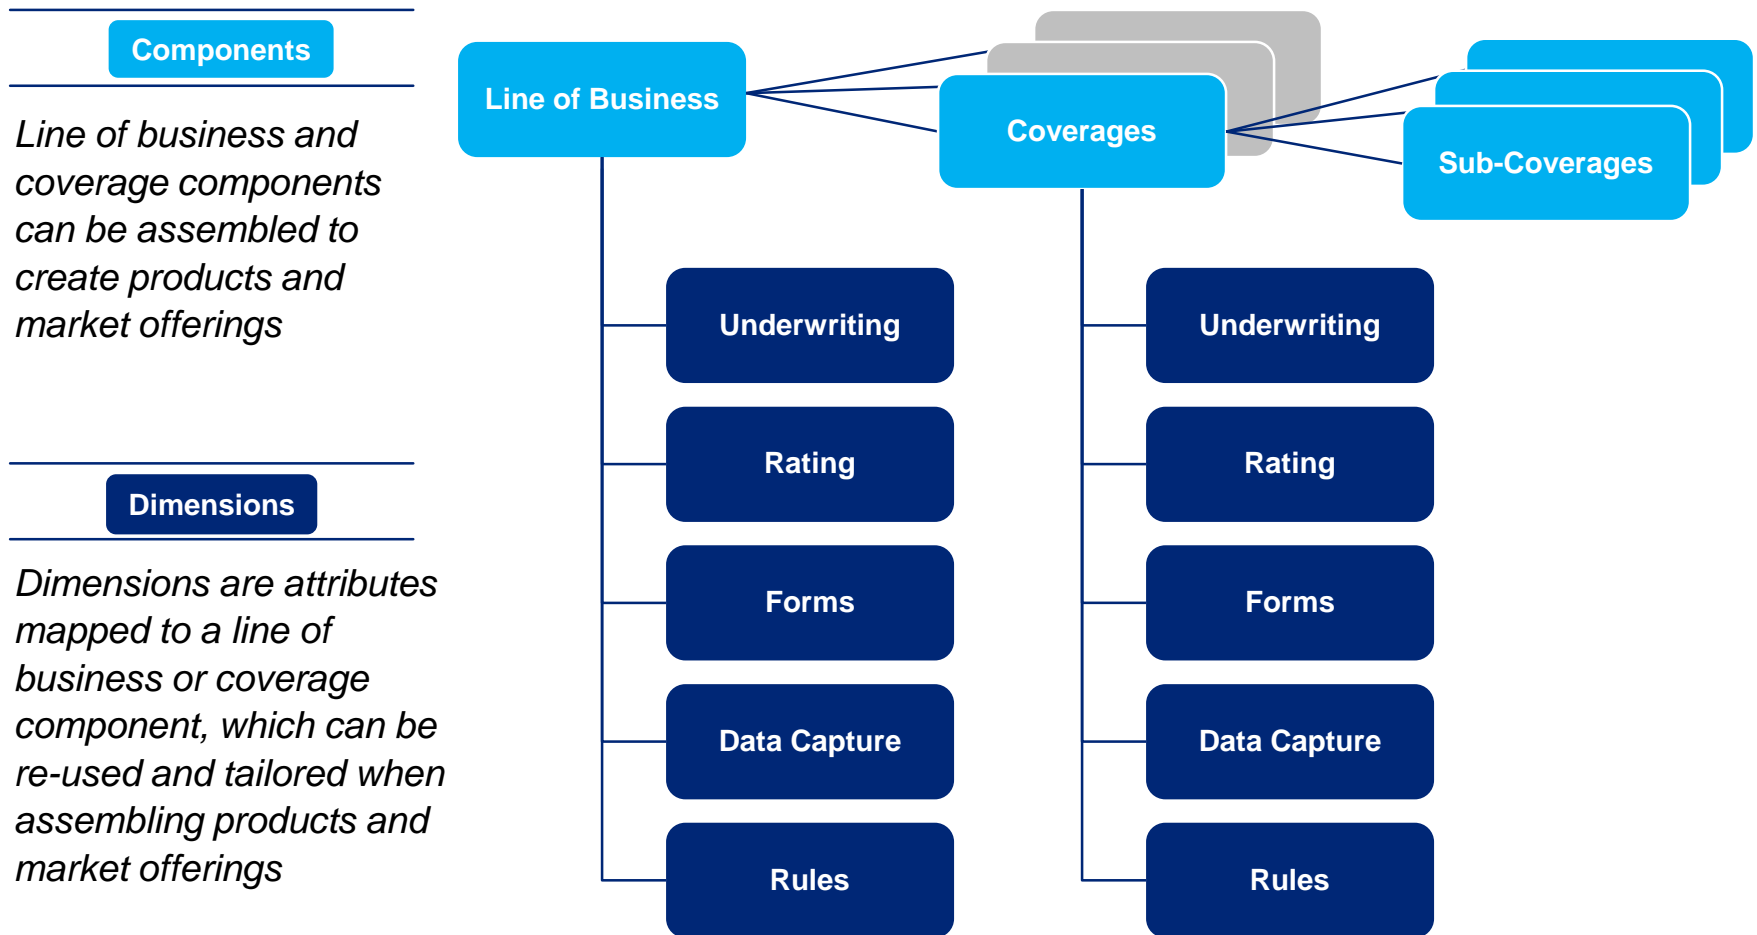 Components
Line of business and
coverage components
can be assembled to
create products and
market offerings
Dimensions
Dimensions are attributes
mapped to a line of
business or coverage
component, which can be
re-used and tailored when
assembling products and
market offerings
Line of Business
Coverages
Sub-Coverages
Underwriting
Rating
Forms
Data Capture
Rules
Underwriting
Rating
Forms
Data Capture
Rules